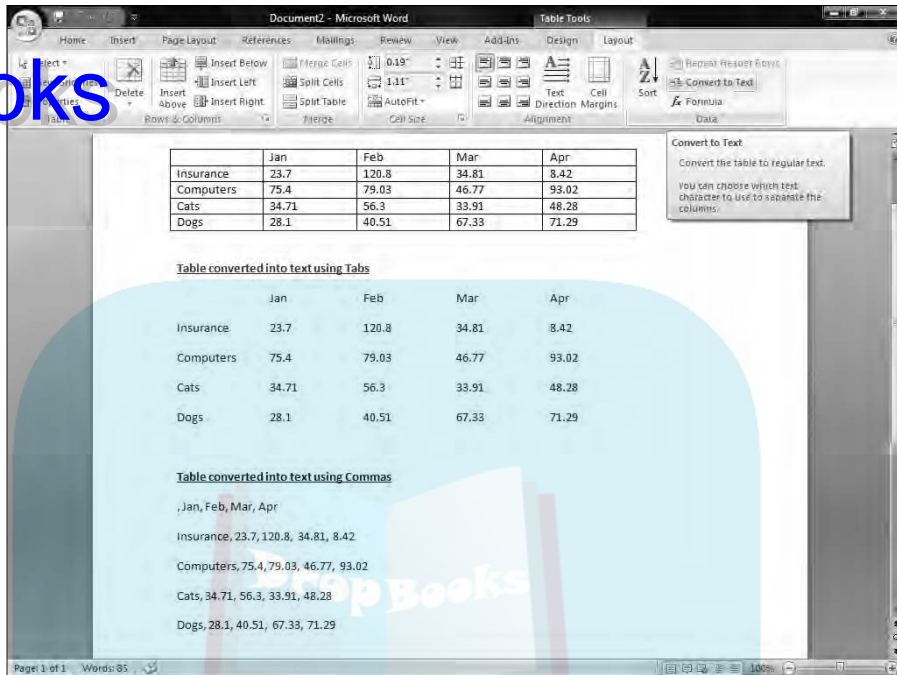 Document2 - Microsoft Word Table Tools
Home Insert Page Layout References Mailings Review View Add-Ins Design Layout
Select
Properties
Table
Delete
Insert Above
Insert Below
Insert Left
Insert Right
Rows & Columns
Merge Cells
Split Cells
Split Table
Merge
0.19"
1.11"
AutoFit
Cell Size
Text Direction
Cell Margins
Alignment
Sort
Repeat Header Rows
Convert to Text
fx Formula
Data
oks
Convert to Text
Convert the table to regular text.
You can choose which text
character to use to separate the
columns.
Jan Feb Mar Apr
Insurance 23.7 120.8 34.81 8.42
Computers 75.4 79.03 46.77 93.02
Cats 34.71 56.3 33.91 48.28
Dogs 28.1 40.51 67.33 71.29
Table converted into text using Tabs
Jan Feb Mar Apr
Insurance 23.7 120.8 34.81 8.42
Computers 75.4 79.03 46.77 93.02
Cats 34.71 56.3 33.91 48.28
Dogs 28.1 40.51 67.33 71.29
Table converted into text using Commas
,Jan, Feb, Mar, Apr
Insurance, 23.7, 120.8, 34.81, 8.42
Computers, 75.4, 79.03, 46.77, 93.02
Cats, 34.71, 56.3, 33.91, 48.28
Dogs, 28.1, 40.51, 67.33, 71.29
DropBooks
Page: 1 of 1 Words: 85 100%